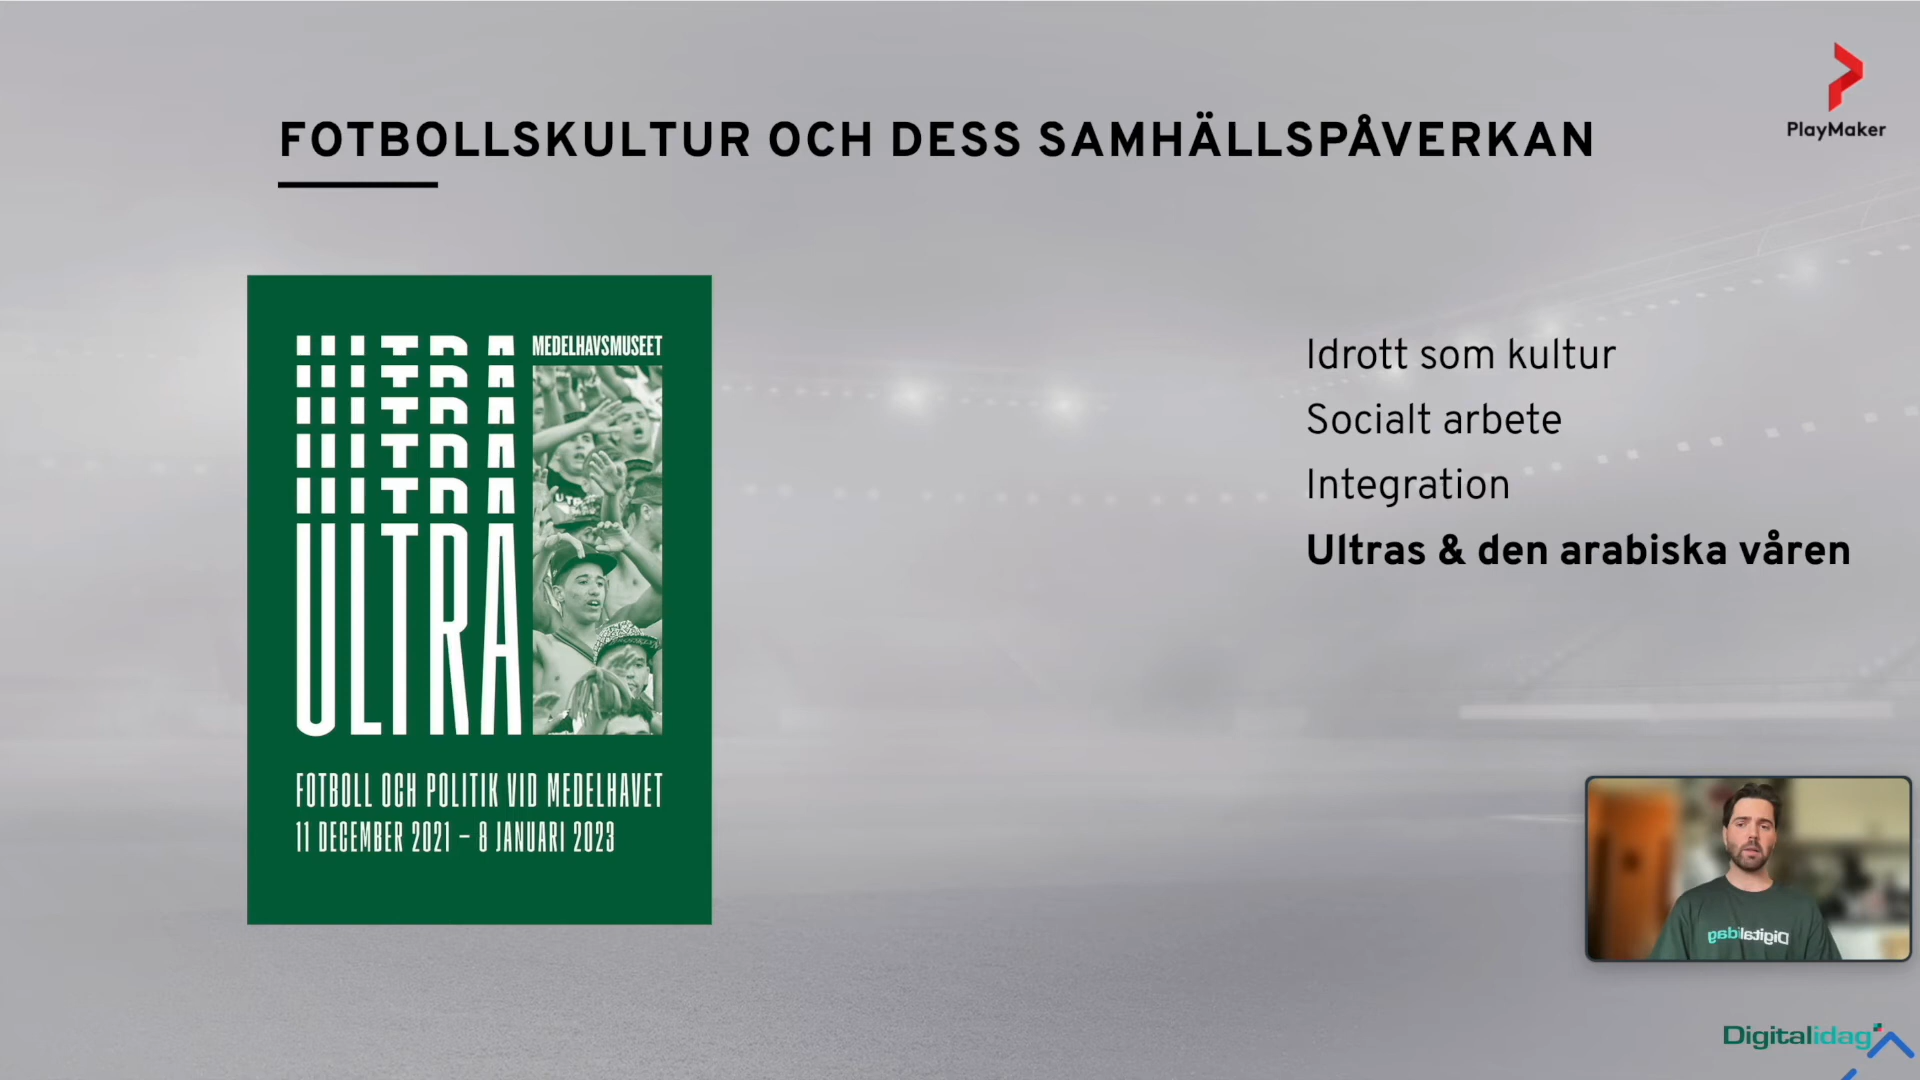 FOTBOLLSKULTUR OCH DESS SAMHÄLLSPÅVERKAN
PlayMaker
ULTRA
ULTRA
ULTRA
ULTRA
ULTRA
ULTRA
MEDELHAVSMUSEET
FOTBOLL OCH POLITIK VID MEDELHAVET
11 DECEMBER 2021 – 8 JANUARI 2023
Idrott som kultur
Socialt arbete
Integration
Ultras & den arabiska våren
Digitalidag
Digitalidag